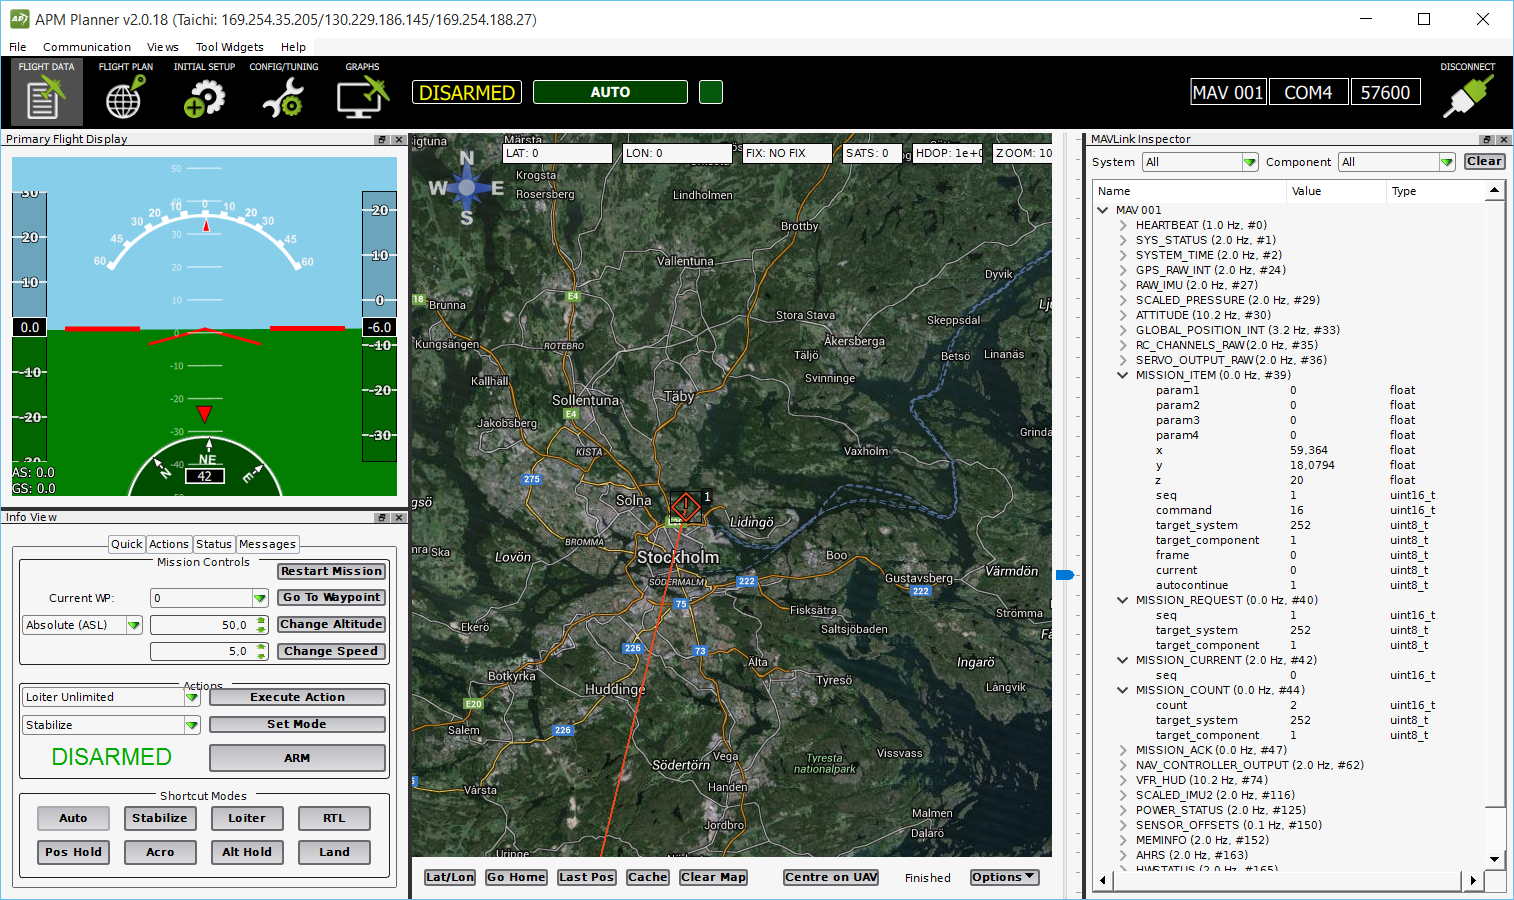 APM Planner v2.0.18 (Taichi: 169.254.35.205/130.229.186.145/169.254.188.27)
File Communication Views Tool Widgets Help
FLIGHT DATA FLIGHT PLAN INITIAL SETUP CONFIG/TUNING GRAPHS DISCONNECT
DISARMED AUTO MAV 001 COM4 57600
Primary Flight Display
50
40
30
20
10
0
-10
-20
-30
-40
60 45 30 20 10 0 10 20 30 45 60
20
10
0.0
-10
-20
20
10
0
-6.0
-10
-20
-30
AS: 0.0
GS: 0.0
N NE E
42
Info View
Quick Actions Status Messages
Mission Controls
Restart Mission
Current WP: 0 Go To Waypoint
Absolute (ASL) 50,0 Change Altitude
5,0 Change Speed
Actions
Loiter Unlimited Execute Action
Stabilize Set Mode
DISARMED ARM
Shortcut Modes
Auto Stabilize Loiter RTL
Pos Hold Acro Alt Hold Land
LAT: 0 LON: 0 FIX: NO FIX SATS: 0 HDOP: 1e+0 ZOOM: 10
N
W E
S
igtuna
Märsta
Krogsta
Rosersberg
Lindholmen
Brottby
Vallentuna
Dyvik
E4
18
Brunna
Stora Stava
Skeppsdal
Kungsängen
ROTEBRO
Åkersberga
Täljö
Betsö
Linanäs
Kallhäll
Svinninge
Sollentuna
Täby
E4
Jakobsberg
Grinda
KISTA
Vaxholm
275
Solna
1
Lidingö
BROMMA
Lovön
Stockholm
Boo
SÖDERMALM
222
Gustavsberg
222
Värmdön
75
Fisksätra
Strömma
Ekerö
Saltsjöbaden
226
73
Älta
Ingarö
Botkyrka
Tyresö
Långvik
Huddinge
E20
Salem
226
Vega
Tyresta
nationalpark
Vissvass
Södertörn
Handen
Vårsta
Malmen
Jordbro
Dalarö
Lat/Lon Go Home Last Pos Cache Clear Map Centre on UAV Finished Options
MAVLink Inspector
System All Component All Clear
Name Value Type
MAV 001
HEARTBEAT (1.0 Hz, #0)
SYS_STATUS (2.0 Hz, #1)
SYSTEM_TIME (2.0 Hz, #2)
GPS_RAW_INT (2.0 Hz, #24)
RAW_IMU (2.0 Hz, #27)
SCALED_PRESSURE (2.0 Hz, #29)
ATTITUDE (10.2 Hz, #30)
GLOBAL_POSITION_INT (3.2 Hz, #33)
RC_CHANNELS_RAW (2.0 Hz, #35)
SERVO_OUTPUT_RAW (2.0 Hz, #36)
MISSION_ITEM (0.0 Hz, #39)
param1 0 float
param2 0 float
param3 0 float
param4 0 float
x 59,364 float
y 18,0794 float
z 20 float
seq 1 uint16_t
command 16 uint16_t
target_system 252 uint8_t
target_component 1 uint8_t
frame 0 uint8_t
current 0 uint8_t
autocontinue 1 uint8_t
MISSION_REQUEST (0.0 Hz, #40)
seq 1 uint16_t
target_system 252 uint8_t
target_component 1 uint8_t
MISSION_CURRENT (2.0 Hz, #42)
seq 0 uint16_t
MISSION_COUNT (0.0 Hz, #44)
count 2 uint16_t
target_system 252 uint8_t
target_component 1 uint8_t
MISSION_ACK (0.0 Hz, #47)
NAV_CONTROLLER_OUTPUT (2.0 Hz, #62)
VFR_HUD (10.2 Hz, #74)
SCALED_IMU2 (2.0 Hz, #116)
POWER_STATUS (2.0 Hz, #125)
SENSOR_OFFSETS (0.1 Hz, #150)
MEMINFO (2.0 Hz, #152)
AHRS (2.0 Hz, #163)
HWSTATUS (2.0 Hz, #165)